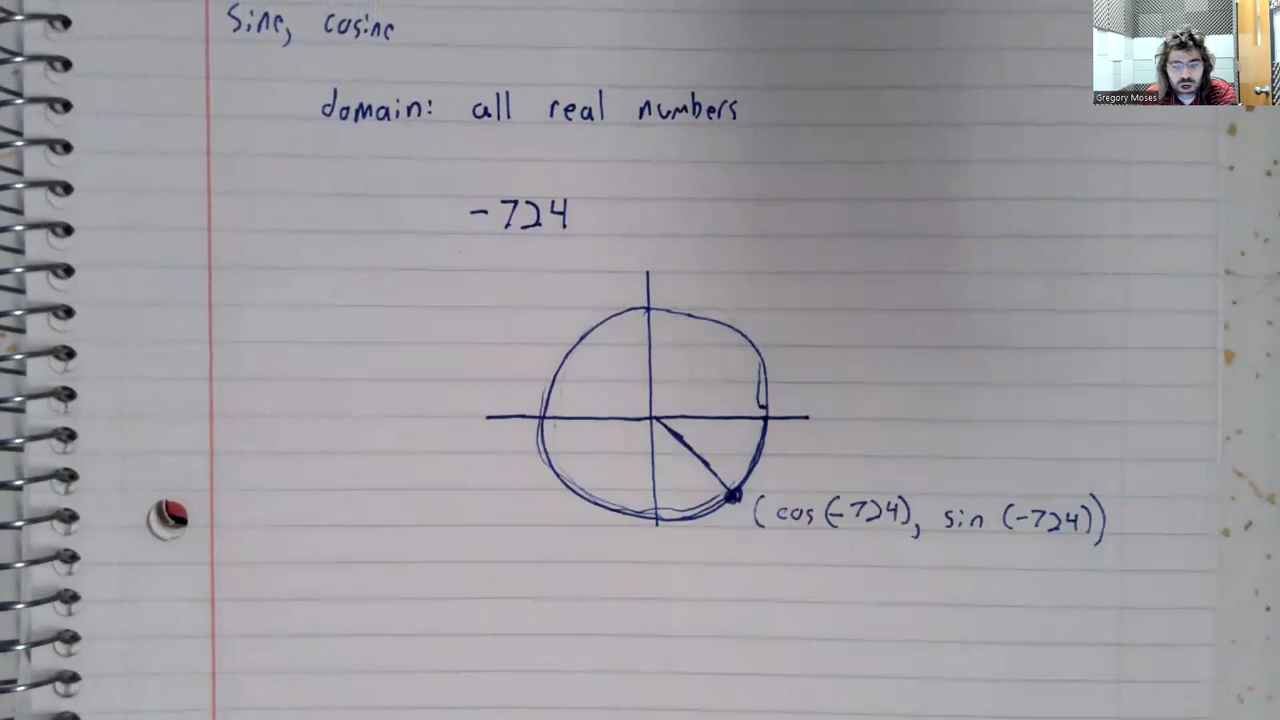 Sine, cosine
domain: all real numbers
-724
(cos(-724), sin (-724))
Gregory Moses